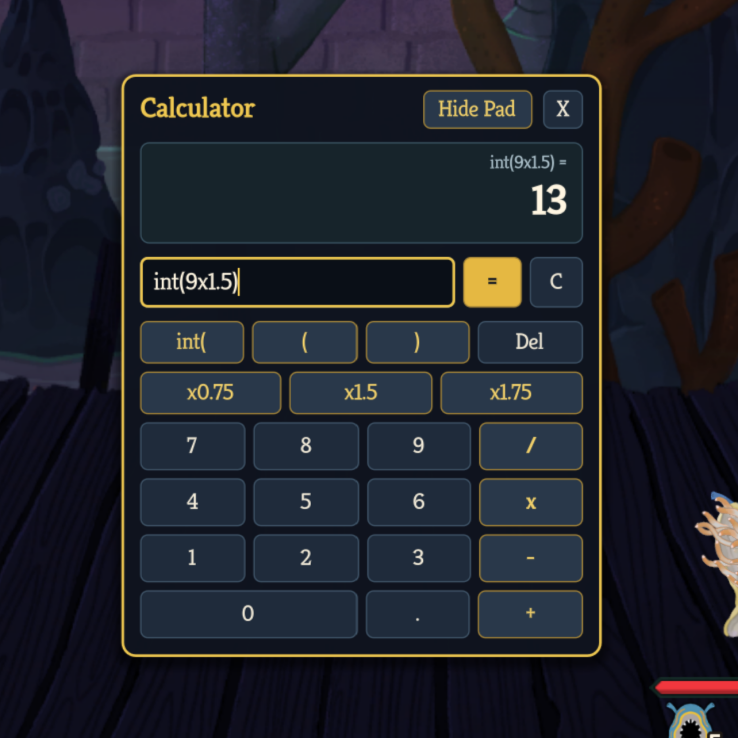 Calculator
Hide Pad
X
int(9x1.5) =
13
int(9x1.5)
=
C
int(
(
)
Del
x0.75
x1.5
x1.75
7
8
9
/
4
5
6
x
1
2
3
-
0
.
+